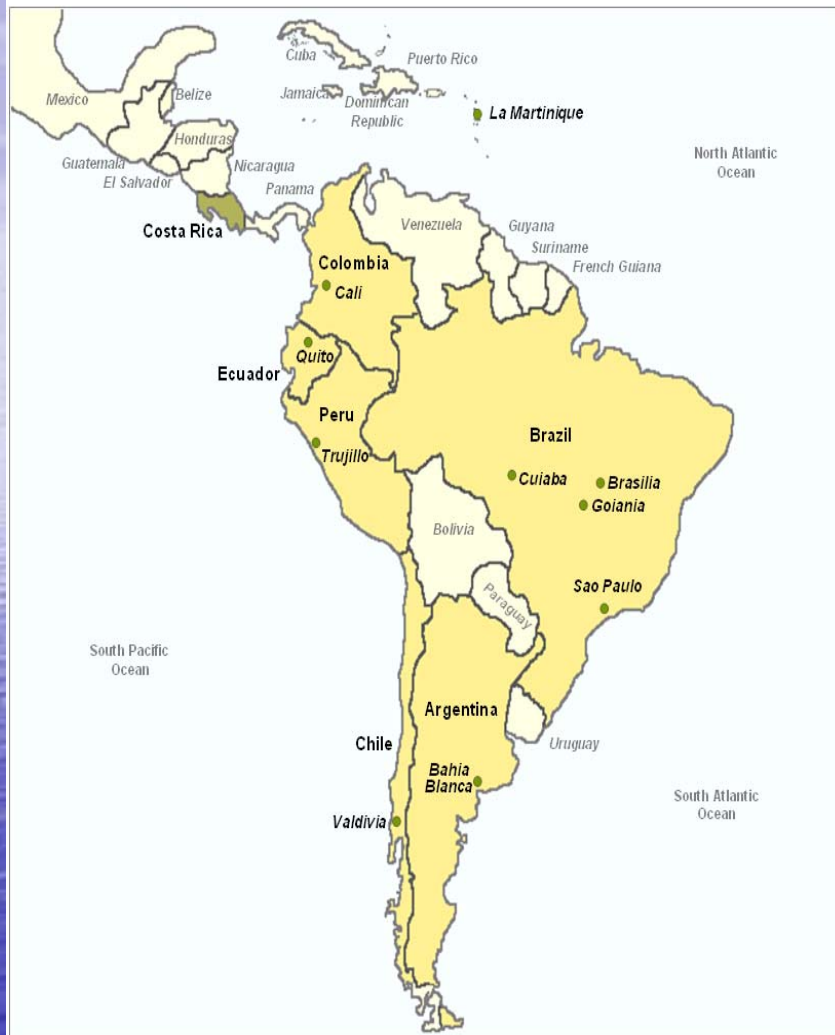 Cuba
Puerto Rico
Mexico
Belize
Jamaica
Dominican
Republic
La Martinique
Honduras
North Atlantic
Ocean
Guatemala
Nicaragua
El Salvador
Panama
Costa Rica
Venezuela
Guyana
Suriname
French Guiana
Colombia
Cali
Quito
Ecuador
Peru
Brazil
Trujillo
Cuiaba
Brasilia
Goiania
Bolivia
Sao Paulo
Paraguay
South Pacific
Ocean
Argentina
Chile
Uruguay
Bahia
Blanca
South Atlantic
Ocean
Valdivia